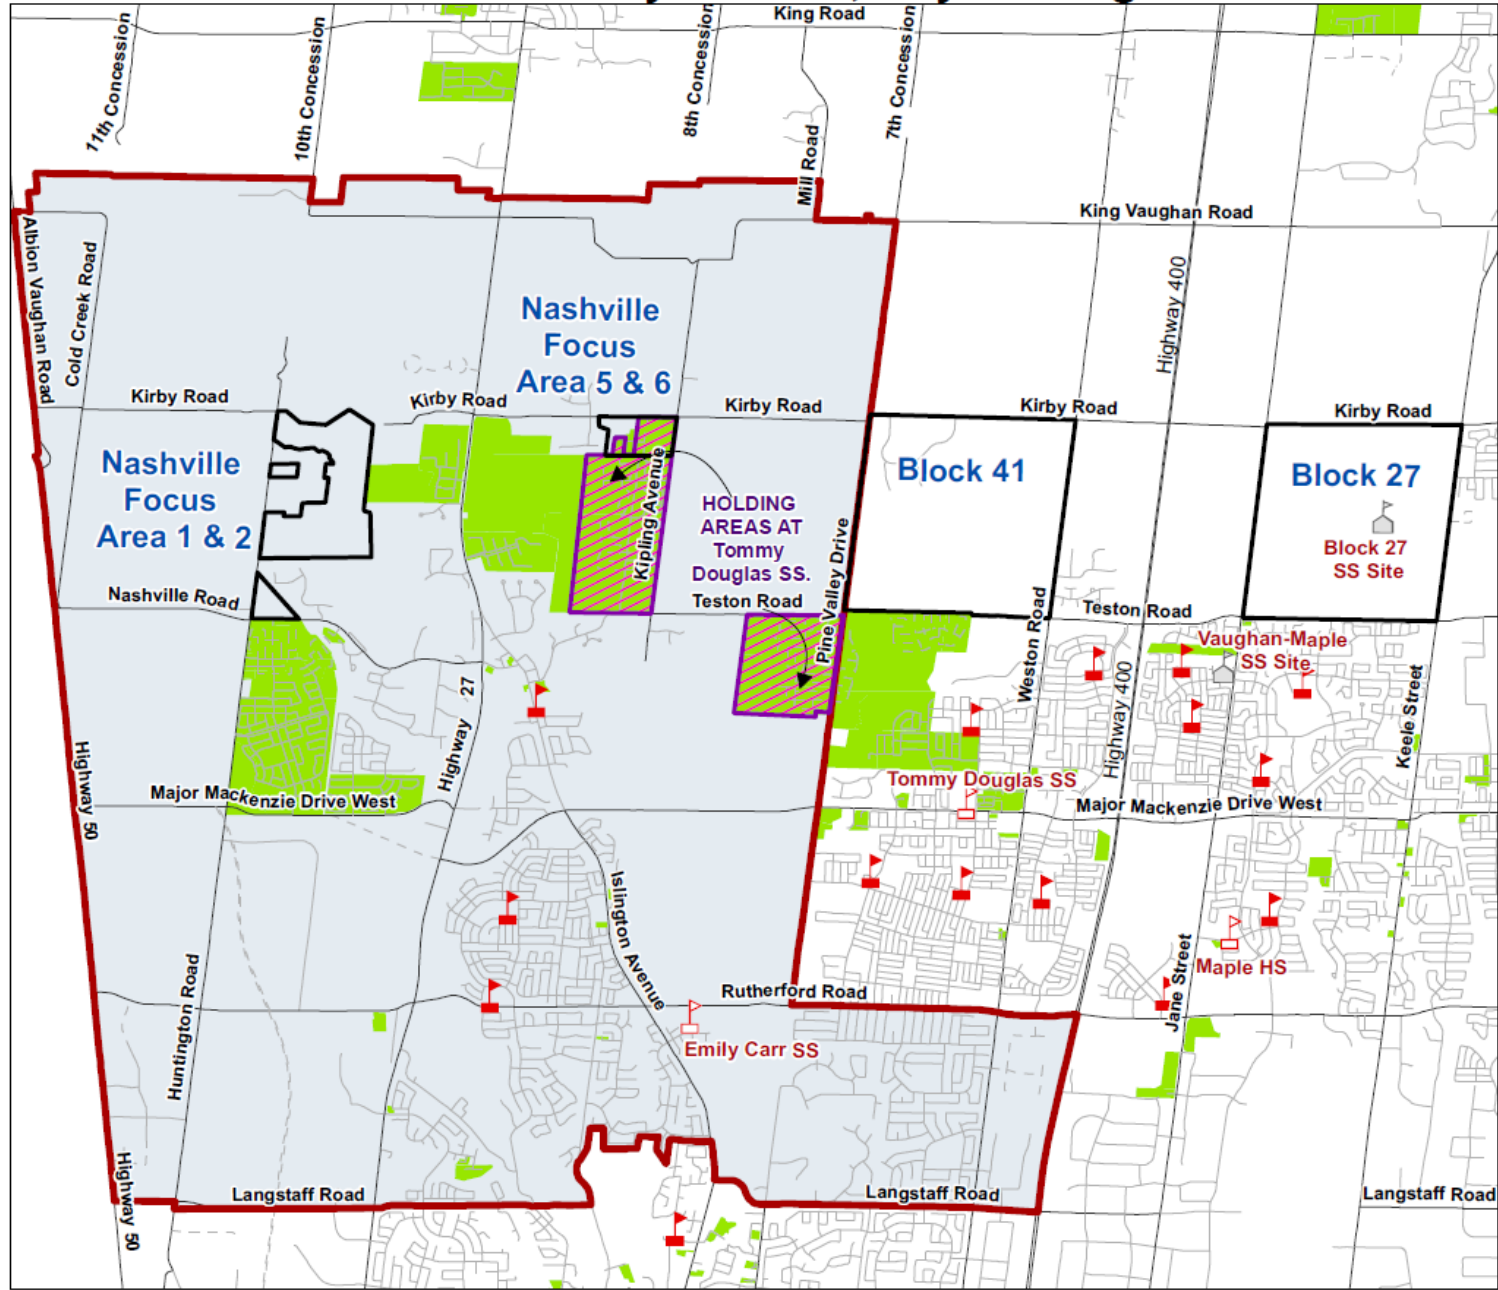 King Road
11th Concession
10th Concession
8th Concession
7th Concession
Mill Road
King Vaughan Road
Albion Vaughan Road
Cold Creek Road
Highway 400
Nashville
Focus
Area 5 & 6
Kirby Road
Kirby Road
Kirby Road
Kirby Road
Kirby Road
Nashville
Focus
Area 1 & 2
Block 41
Block 27
Kipling Avenue
HOLDING
AREAS AT
Tommy
Douglas SS.
Pine Valley Drive
Block 27
SS Site
Nashville Road
Teston Road
Teston Road
Weston Road
Vaughan-Maple
SS Site
Highway 27
Highway 400
Keele Street
Highway 50
Tommy Douglas SS
Major Mackenzie Drive West
Major Mackenzie Drive West
Islington Avenue
Huntington Road
Jane Street
Maple HS
Rutherford Road
Emily Carr SS
Highway 50
Langstaff Road
Langstaff Road
Langstaff Road